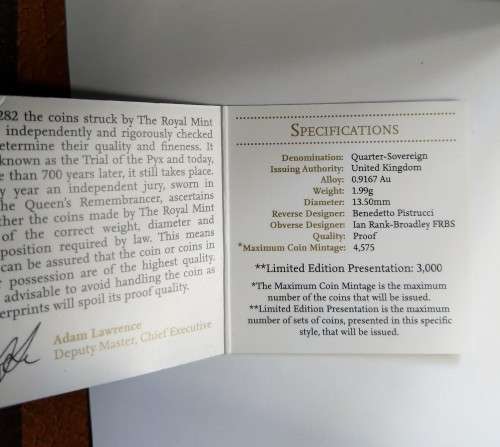 282 the coins struck by The Royal Mint
independently and rigorously checked
etermine their quality and fineness. It
known as the Trial of the Pyx and today,
e than 700 years later, it still takes place.
y year an independent jury, sworn in
he Queen's Remembrancer, ascertains
ther the coins made by The Royal Mint
of the correct weight, diameter and
position required by law. This means
can be assured that the coin or coins in
possession are of the highest quality.
advisable to avoid handling the coin as
erprints will spoil its proof quality.
Adam Lawrence
Deputy Master, Chief Executive
SPECIFICATIONS
Denomination: Quarter-Sovereign
Issuing Authority: United Kingdom
Alloy: 0.9167 Au
Weight: 1.99g
Diameter: 13.50mm
Reverse Designer: Benedetto Pistrucci
Obverse Designer: Ian Rank-Broadley FRBS
Quality: Proof
*Maximum Coin Mintage: 4,575
**Limited Edition Presentation: 3,000
*The Maximum Coin Mintage is the maximum
number of the coins that will be issued.
**Limited Edition Presentation is the maximum
number of sets of coins, presented in this specific
style, that will be issued.